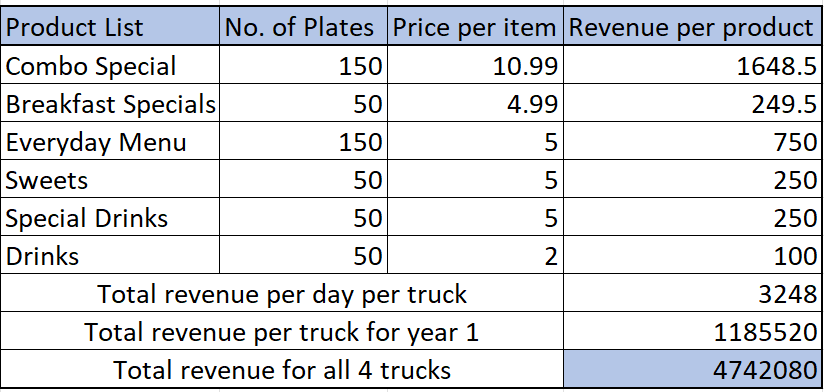 Product List No. of Plates Price per item Revenue per product
Combo Special 150 10.99 1648.5
Breakfast Specials 50 4.99 249.5
Everyday Menu 150 5 750
Sweets 50 5 250
Special Drinks 50 5 250
Drinks 50 2 100
Total revenue per day per truck 3248
Total revenue per truck for year 1 1185520
Total revenue for all 4 trucks 4742080